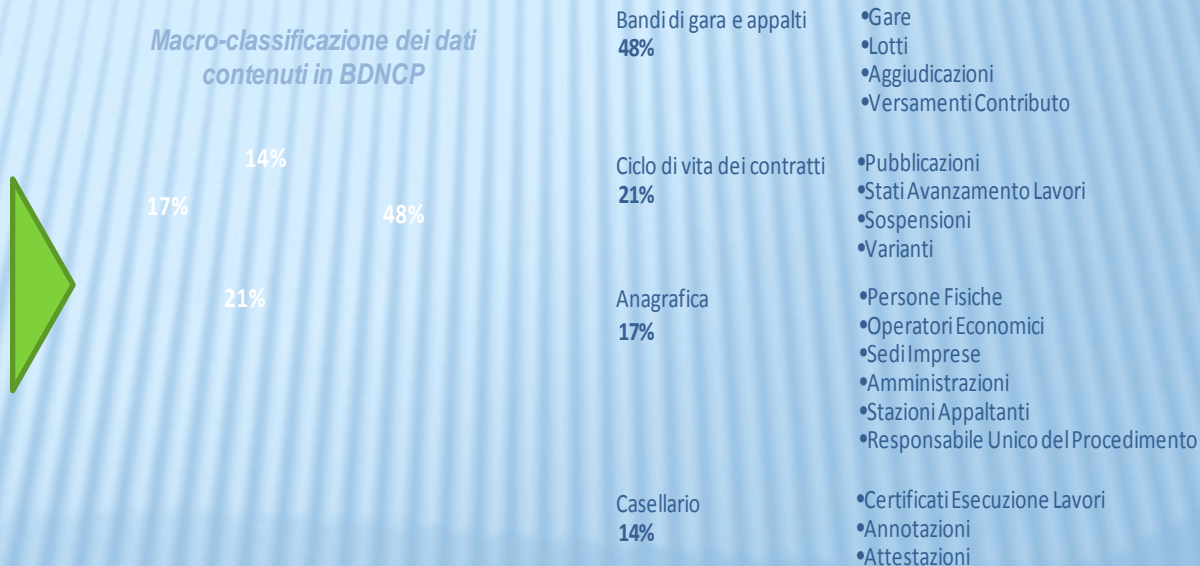 Macro-classificazione dei dati
contenuti in BDNCP
14%
17%
48%
21%
Bandi di gara e appalti
48%
•Gare
•Lotti
•Aggiudicazioni
•Versamenti Contributo
Ciclo di vita dei contratti
21%
•Pubblicazioni
•Stati Avanzamento Lavori
•Sospensioni
•Varianti
Anagrafica
17%
•Persone Fisiche
•Operatori Economici
•Sedi Imprese
•Amministrazioni
•Stazioni Appaltanti
•Responsabile Unico del Procedimento
Casellario
14%
•Certificati Esecuzione Lavori
•Annotazioni
•Attestazioni